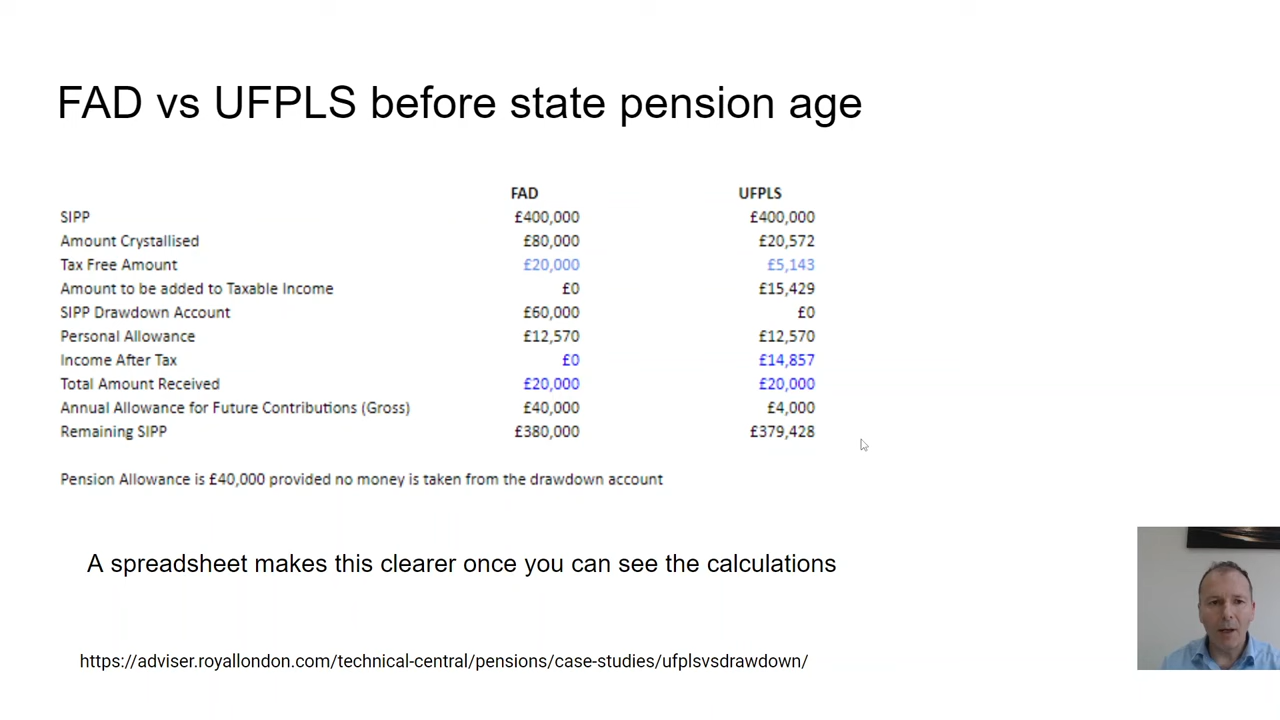 FAD vs UFPLS before state pension age
FAD UFPLS
SIPP £400,000 £400,000
Amount Crystallised £80,000 £20,572
Tax Free Amount £20,000 £5,143
Amount to be added to Taxable Income £0 £15,429
SIPP Drawdown Account £60,000 £0
Personal Allowance £12,570 £12,570
Income After Tax £0 £14,857
Total Amount Received £20,000 £20,000
Annual Allowance for Future Contributions (Gross) £40,000 £4,000
Remaining SIPP £380,000 £379,428
Pension Allowance is £40,000 provided no money is taken from the drawdown account
A spreadsheet makes this clearer once you can see the calculations
https://adviser.royallondon.com/technical-central/pensions/case-studies/ufplsvsdrawdown/